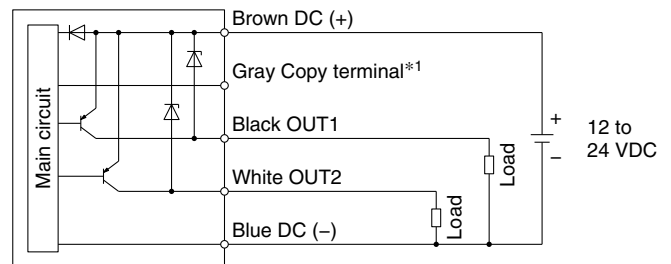 Brown DC (+)
Gray Copy terminal*1
Main circuit
Black OUT1
+
12 to
24 VDC
−
Load
White OUT2
Load
Blue DC (−)